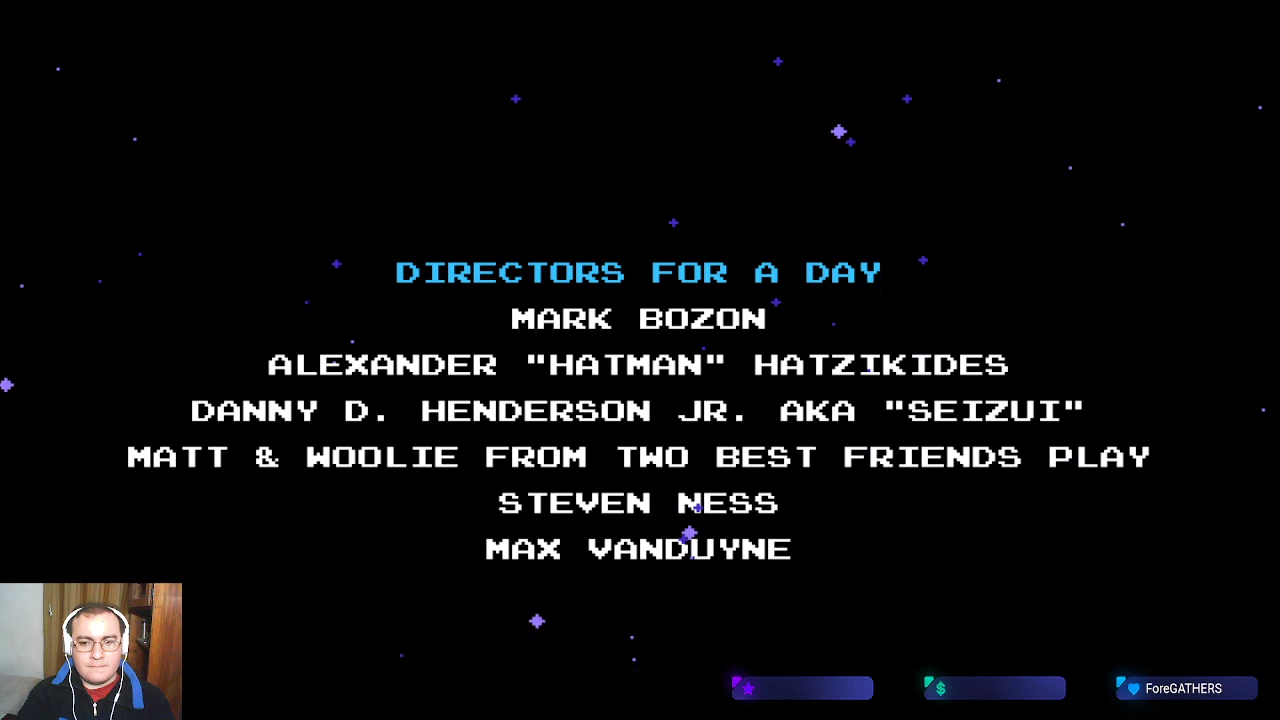 DIRECTORS FOR A DAY
MARK BOZON
ALEXANDER "HATMAN" HATZIKIDES
DANNY D. HENDERSON JR. AKA "SEIZUI"
MATT & WOOLIE FROM TWO BEST FRIENDS PLAY
STEVEN NESS
MAX VANDUYNE
$ ForeGATHERS